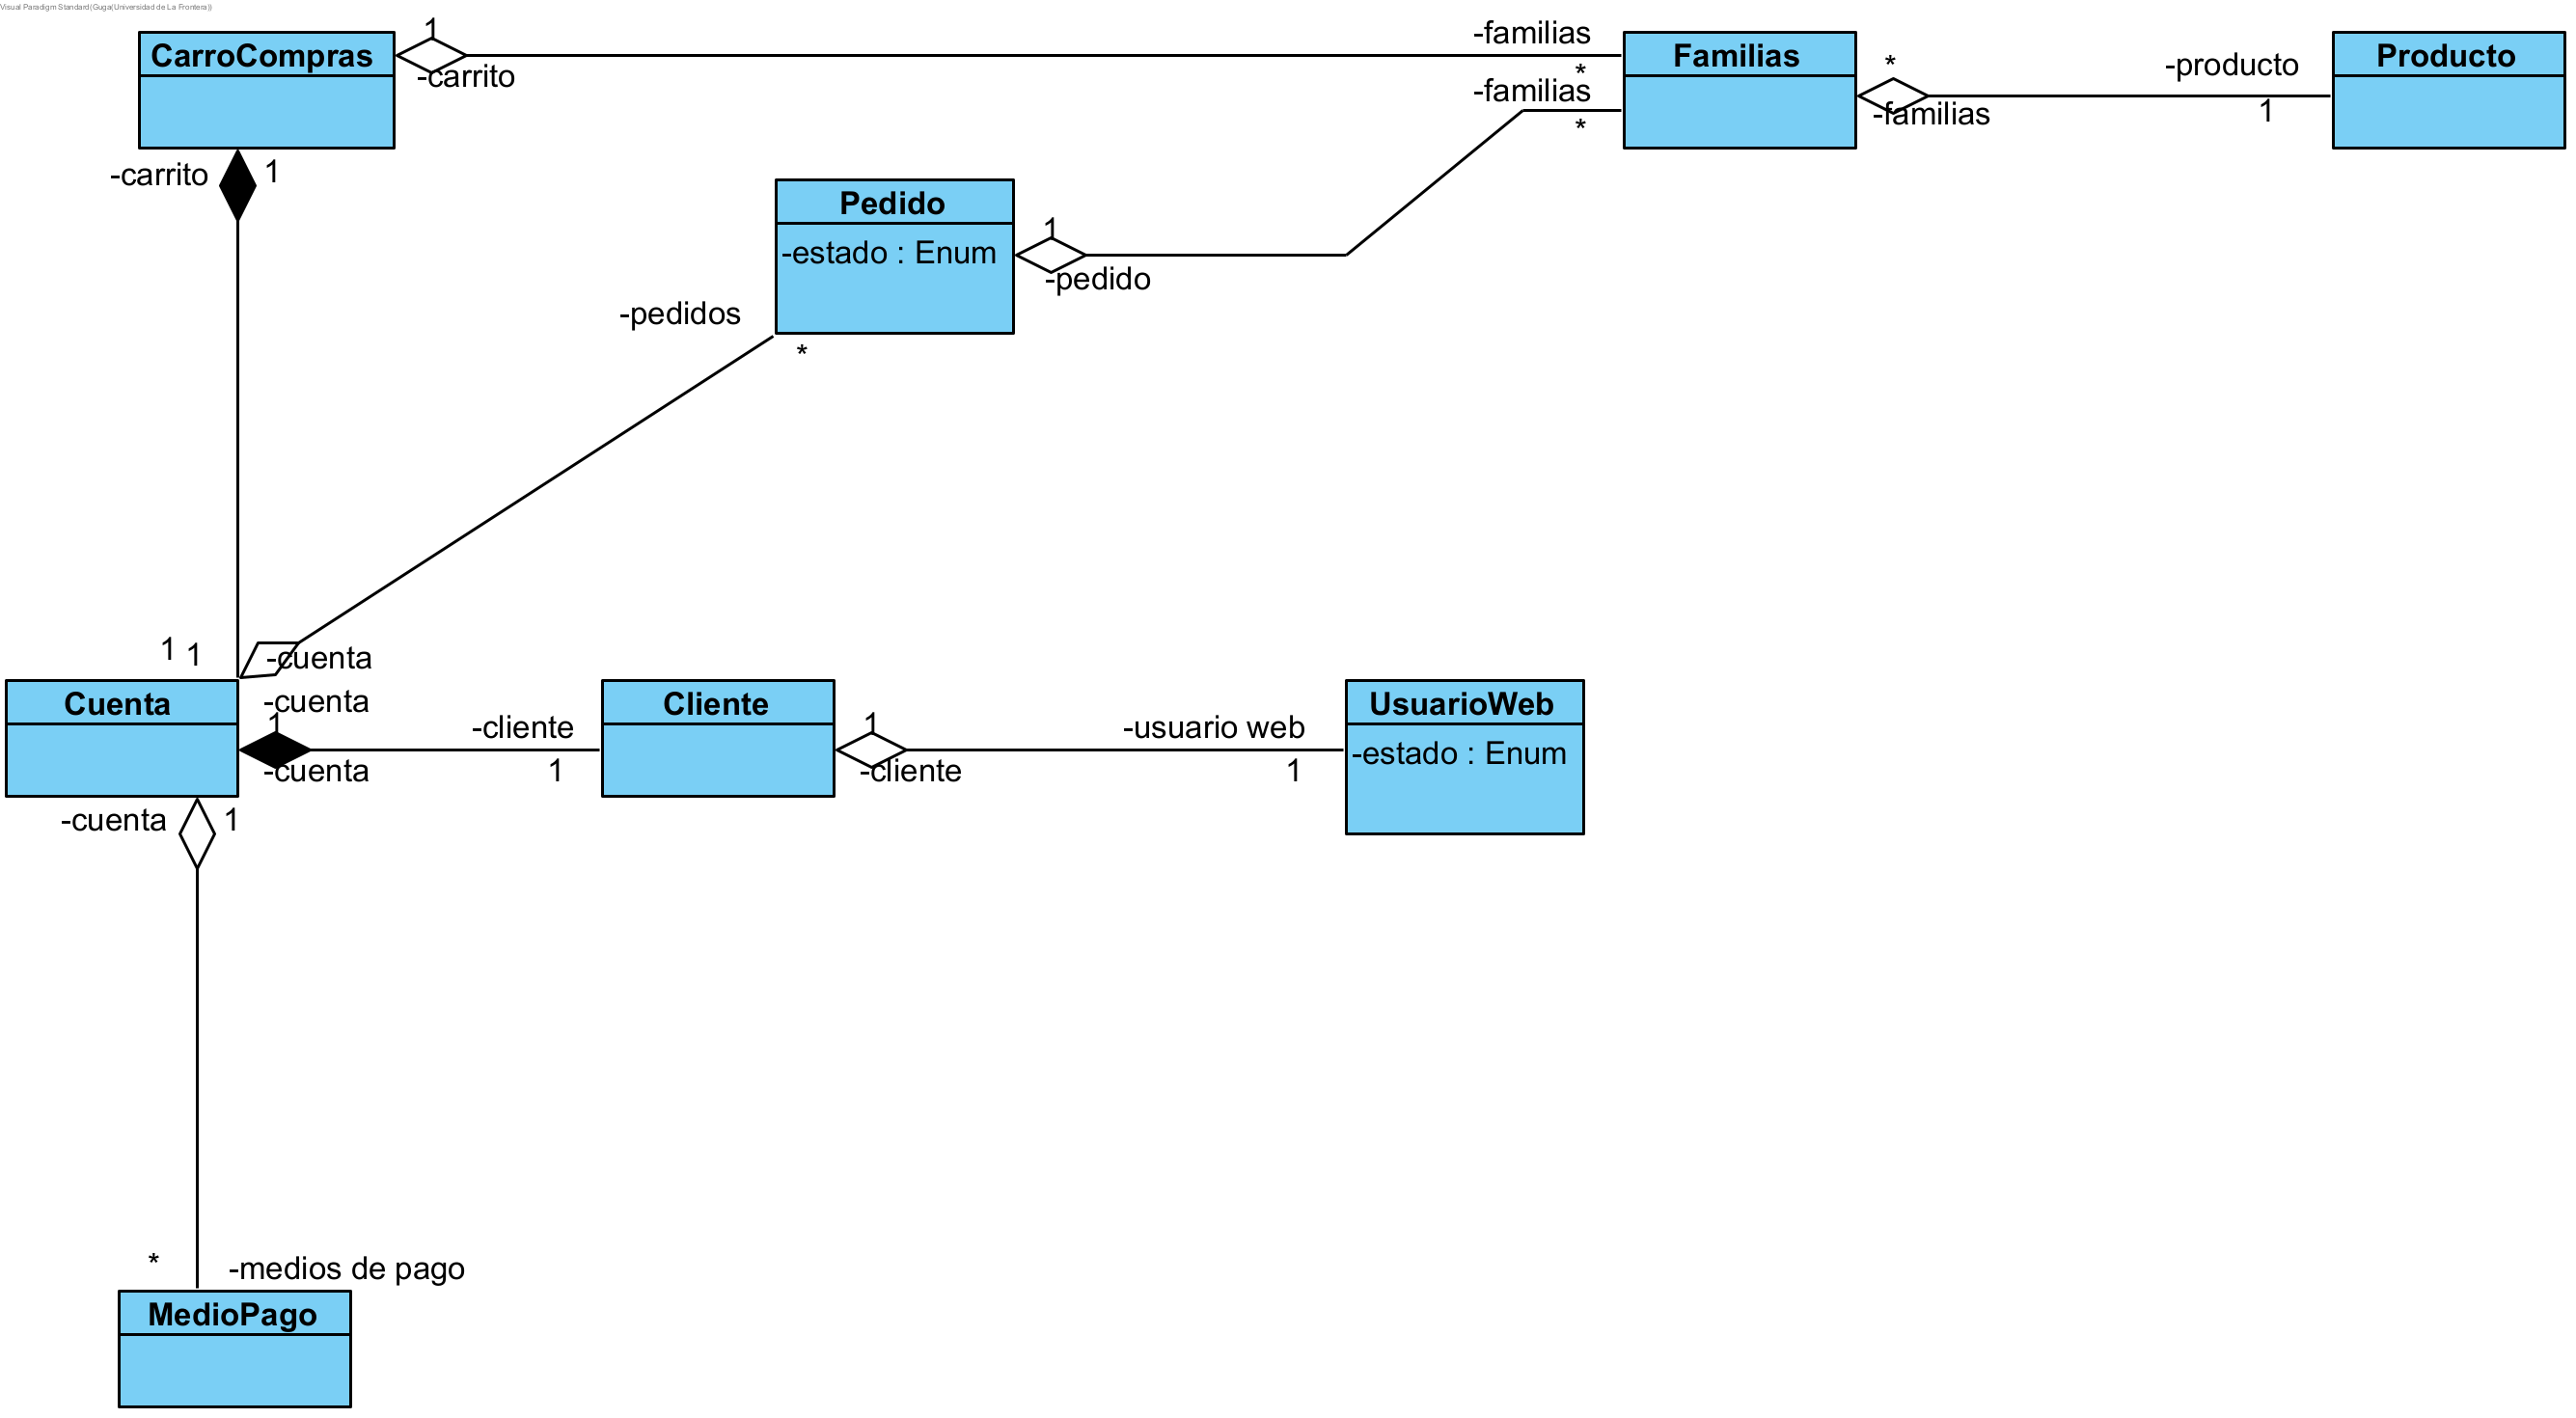 Visual Paradigm Standard(Guga(Universidad de La Frontera))
CarroCompras
1
-carrito
-familias
*
Familias
*
-familias
-producto
1
Producto
-familias
*
-carrito
1
Pedido
-estado : Enum
1
-pedido
-pedidos
*
1
1
-cuenta
-cuenta
Cuenta
1
-cuenta
-cliente
1
Cliente
1
-cliente
-usuario web
1
UsuarioWeb
-estado : Enum
-cuenta
1
*
-medios de pago
MedioPago